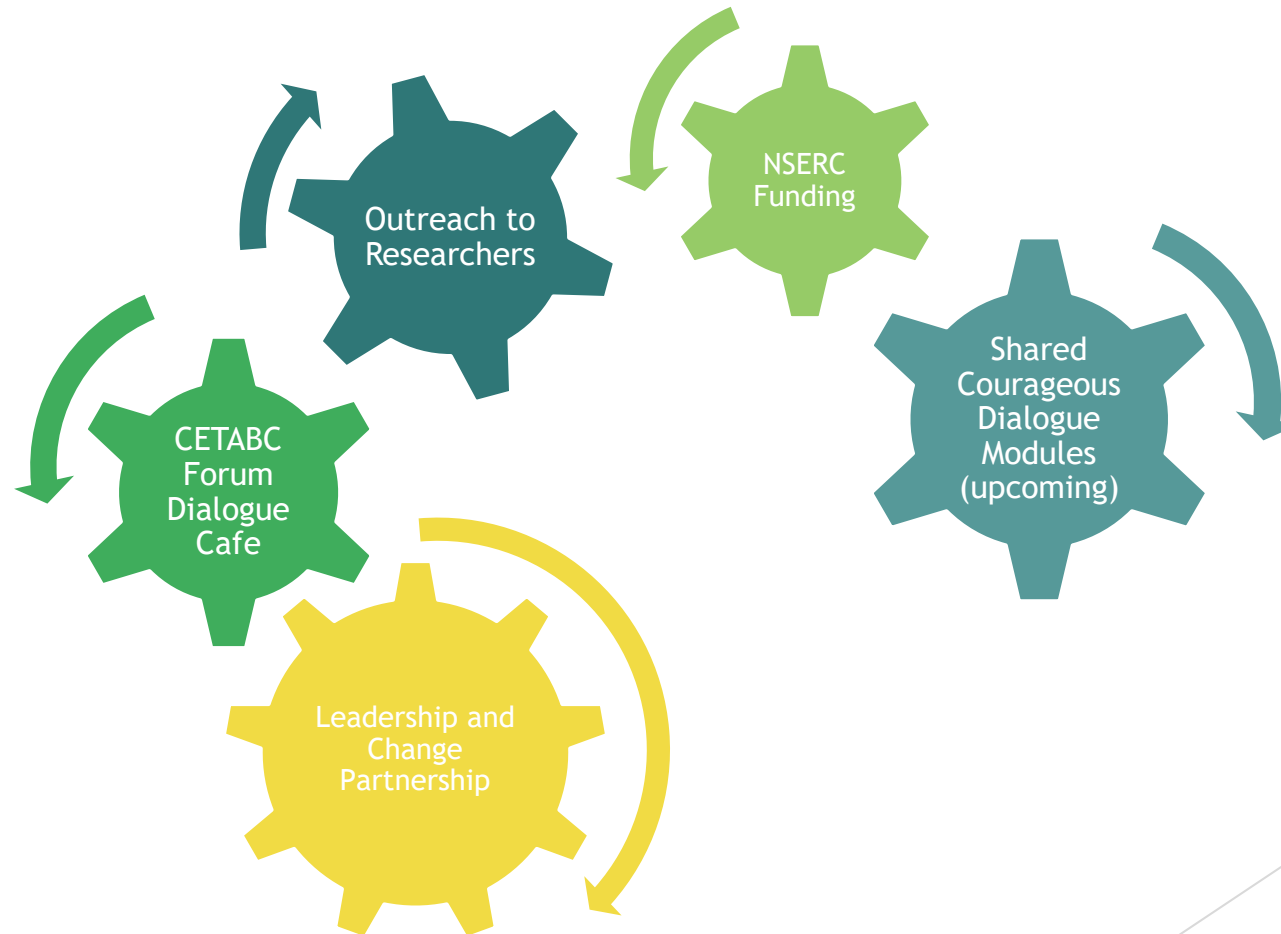 NSERC
Funding
Outreach to
Researchers
Shared
Courageous
Dialogue
Modules
(upcoming)
CETABC
Forum
Dialogue
Cafe
Leadership and
Change
Partnership